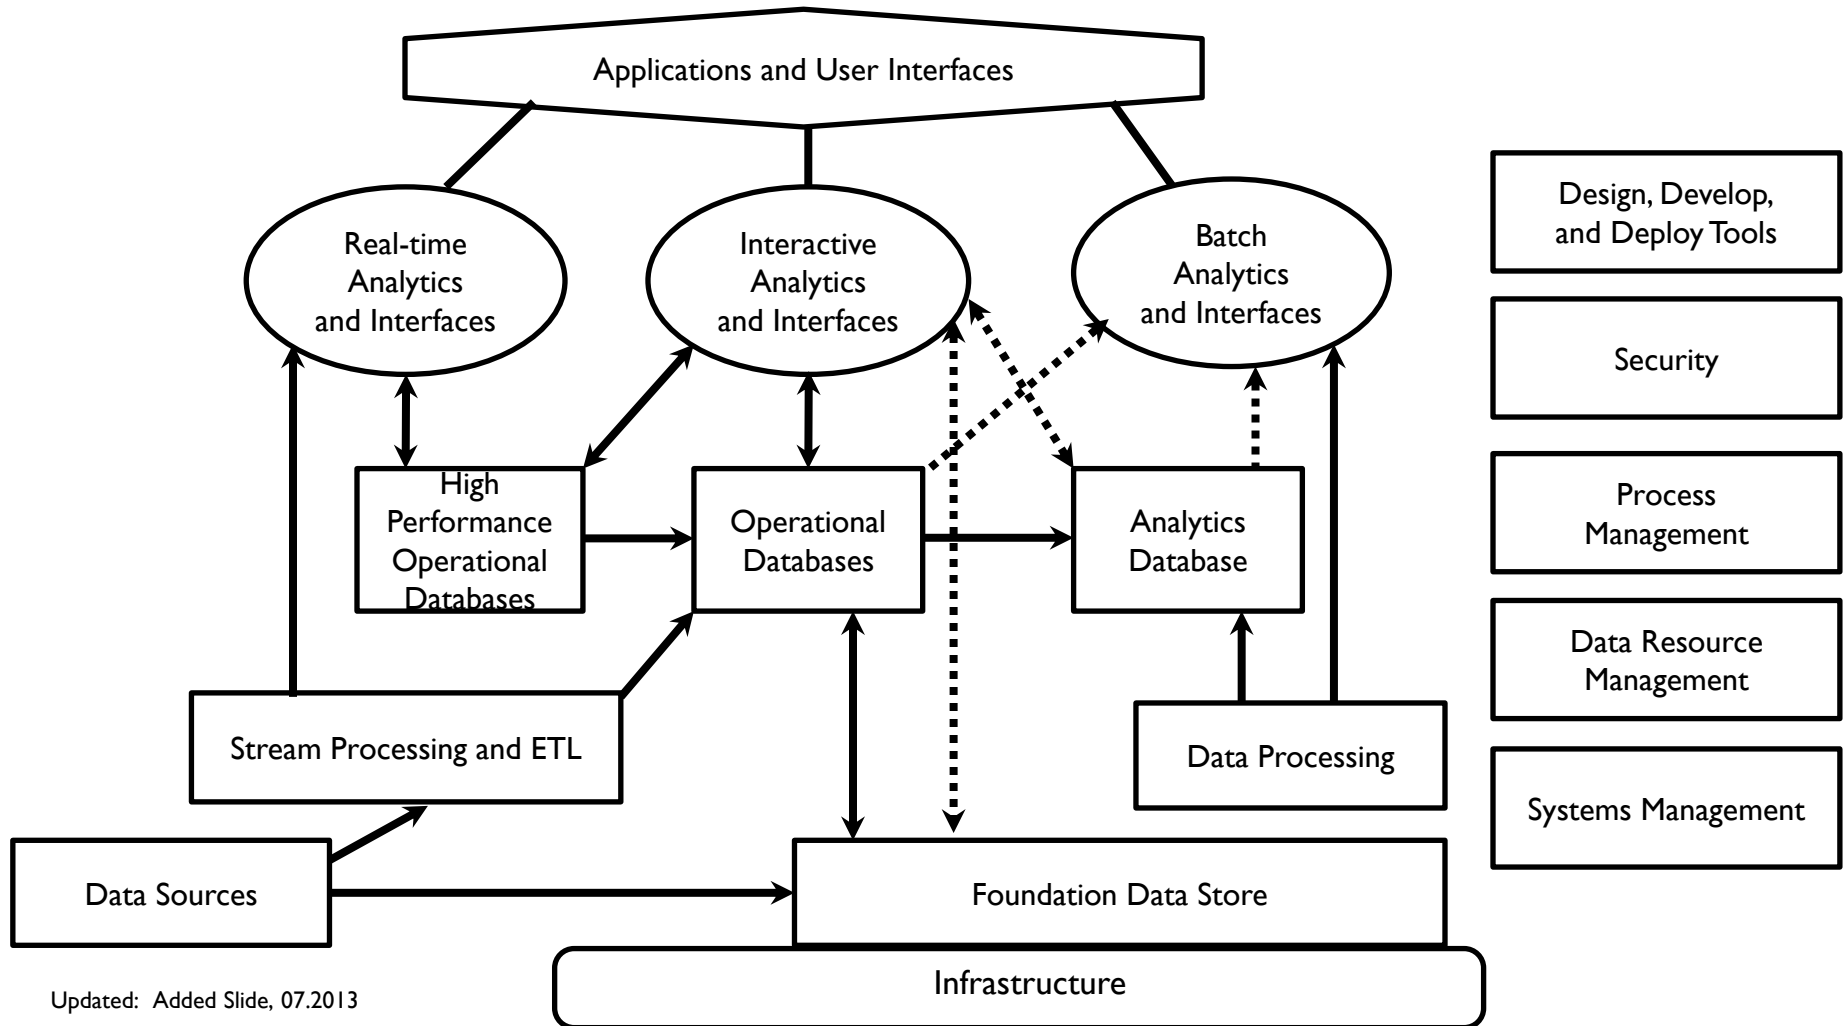 Applications and User Interfaces
Real-time
Analytics
and Interfaces
Interactive
Analytics
and Interfaces
Batch
Analytics
and Interfaces
High
Performance
Operational
Databases
Operational
Databases
Analytics
Database
Stream Processing and ETL
Data Processing
Data Sources
Foundation Data Store
Infrastructure
Design, Develop,
and Deploy Tools
Security
Process
Management
Data Resource
Management
Systems Management
Updated:  Added Slide, 07.2013